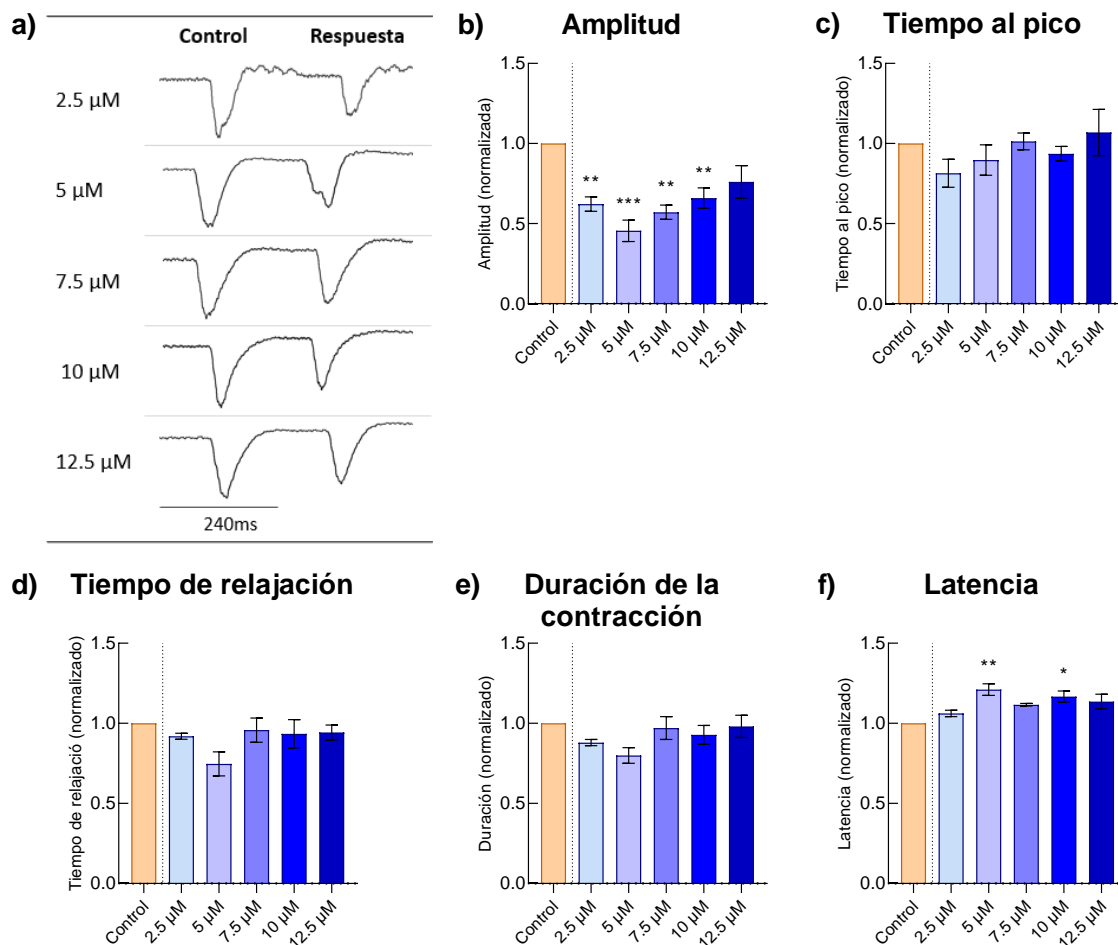 a)
Control Respuesta
2.5 µM
5 µM
7.5 µM
10 µM
12.5 µM
240ms
b) Amplitud
Amplitud (normalizada)
1.5
1.0
0.5
0.0
** *** ** **
Control 2.5 µM 5 µM 7.5 µM 10 µM 12.5 µM
c) Tiempo al pico
Tiempo al pico (normalizado)
1.5
1.0
0.5
0.0
Control 2.5 µM 5 µM 7.5 µM 10 µM 12.5 µM
d) Tiempo de relajación
Tiempo de relajació (normalizado)
1.5
1.0
0.5
0.0
Control 2.5 µM 5 µM 7.5 µM 10 µM 12.5 µM
e) Duración de la
contracción
Duración (normalizado)
1.5
1.0
0.5
0.0
Control 2.5 µM 5 µM 7.5 µM 10 µM 12.5 µM
f) Latencia
Latencia (normalizado)
1.5
1.0
0.5
0.0
** *
Control 2.5 µM 5 µM 7.5 µM 10 µM 12.5 µM